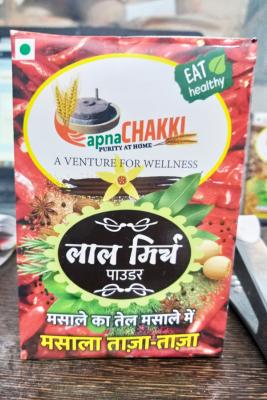 EAT
healthy
apnaCHAKKI
PURITY AT HOME
A VENTURE FOR WELLNESS
लाल मिर्च
पाउडर
मसाले का तेल मसाले में
मसाला ताज़ा-ताज़ा